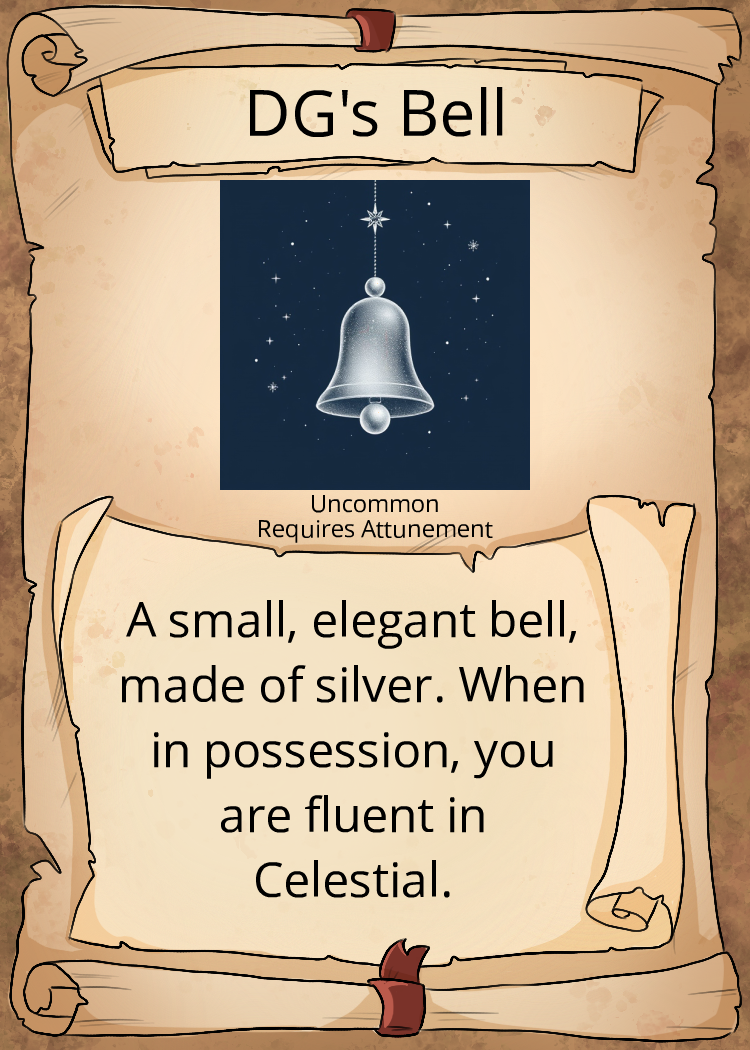 DG's Bell
Uncommon
Requires Attunement
A small, elegant bell,
made of silver. When
in possession, you
are fluent in
Celestial.